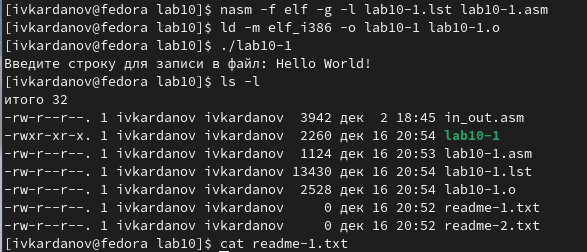 [ivkardanov@fedora lab10]$ nasm -f elf -g -l lab10-1.lst lab10-1.asm
[ivkardanov@fedora lab10]$ ld -m elf_i386 -o lab10-1 lab10-1.o
[ivkardanov@fedora lab10]$ ./lab10-1
Введите строку для записи в файл: Hello World!
[ivkardanov@fedora lab10]$ ls -l
итого 32
-rw-r--r--. 1 ivkardanov ivkardanov  3942 дек  2 18:45 in_out.asm
-rwxr-xr-x. 1 ivkardanov ivkardanov  2260 дек 16 20:54 lab10-1
-rw-r--r--. 1 ivkardanov ivkardanov  1124 дек 16 20:53 lab10-1.asm
-rw-r--r--. 1 ivkardanov ivkardanov 13430 дек 16 20:54 lab10-1.lst
-rw-r--r--. 1 ivkardanov ivkardanov  2528 дек 16 20:54 lab10-1.o
-rw-r--r--. 1 ivkardanov ivkardanov     0 дек 16 20:52 readme-1.txt
-rw-r--r--. 1 ivkardanov ivkardanov     0 дек 16 20:52 readme-2.txt
[ivkardanov@fedora lab10]$ cat readme-1.txt